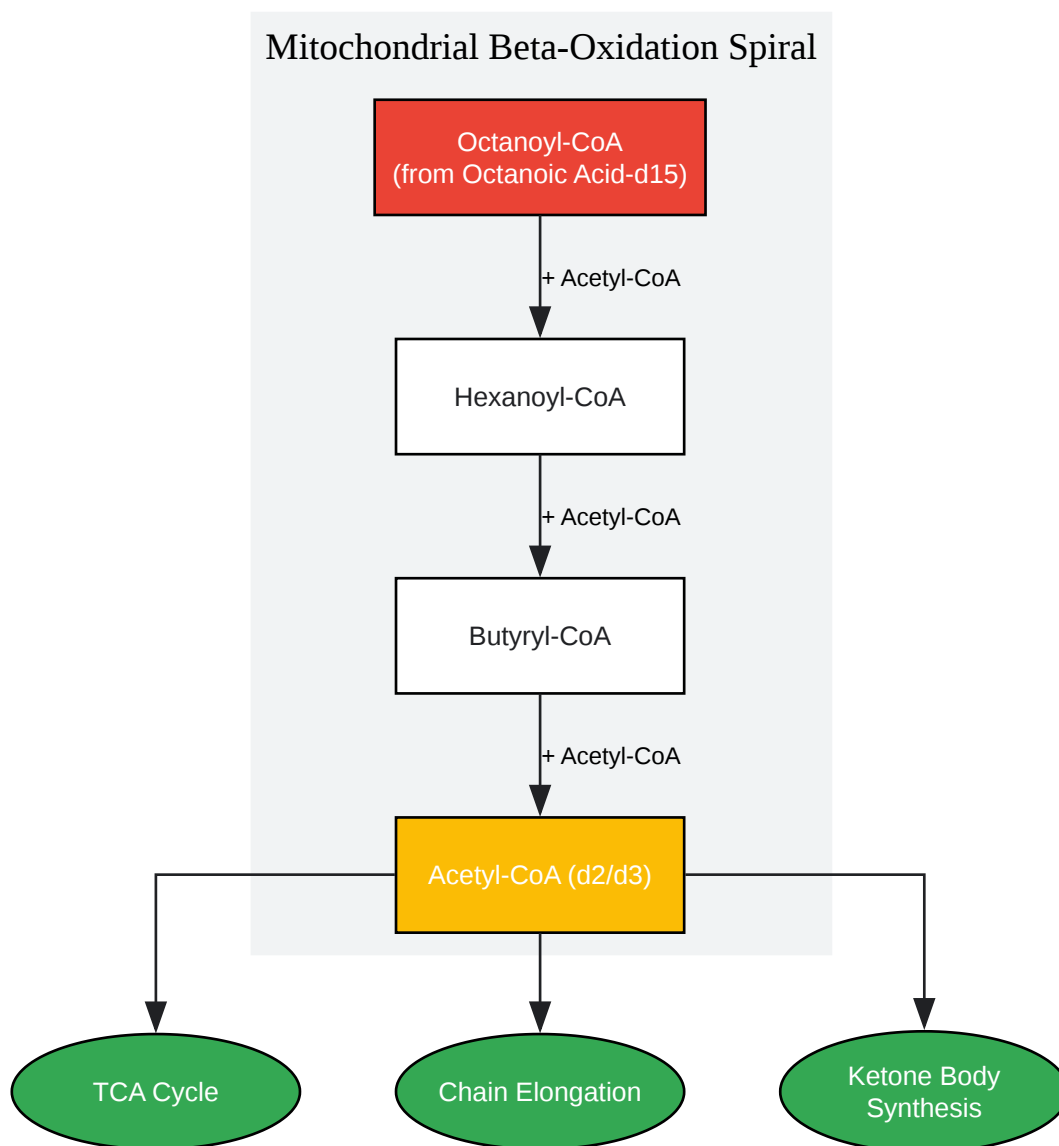 Mitochondrial Beta-Oxidation Spiral
Octanoyl-CoA
(from Octanoic Acid-d15)
+ Acetyl-CoA
Hexanoyl-CoA
+ Acetyl-CoA
Butyryl-CoA
+ Acetyl-CoA
Acetyl-CoA (d2/d3)
TCA Cycle
Chain Elongation
Ketone Body
Synthesis